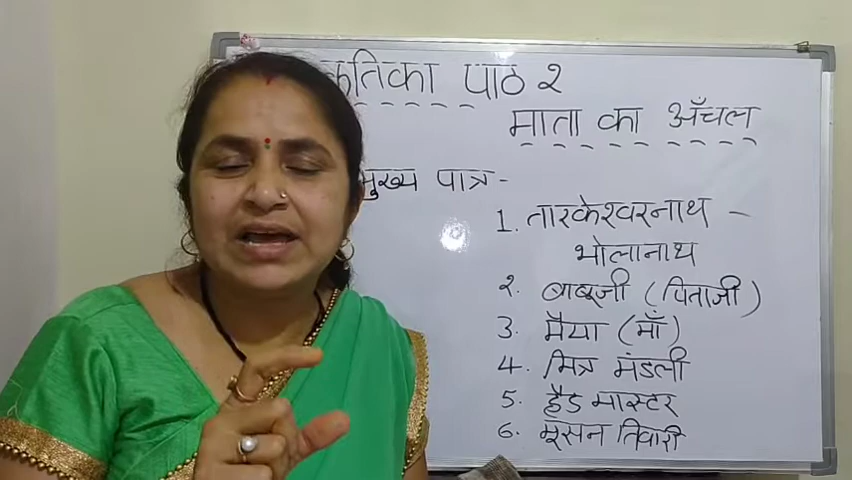 कृतिका पाठ २
माता का अँचल
मुख्य पात्र-
1. तारकेश्वरनाथ -
भोलानाथ
२. बाबूजी (पिताजी)
3. मैया (माँ)
4. मित्र मंडली
5. हैड मास्टर
6. मूसन तिवारी